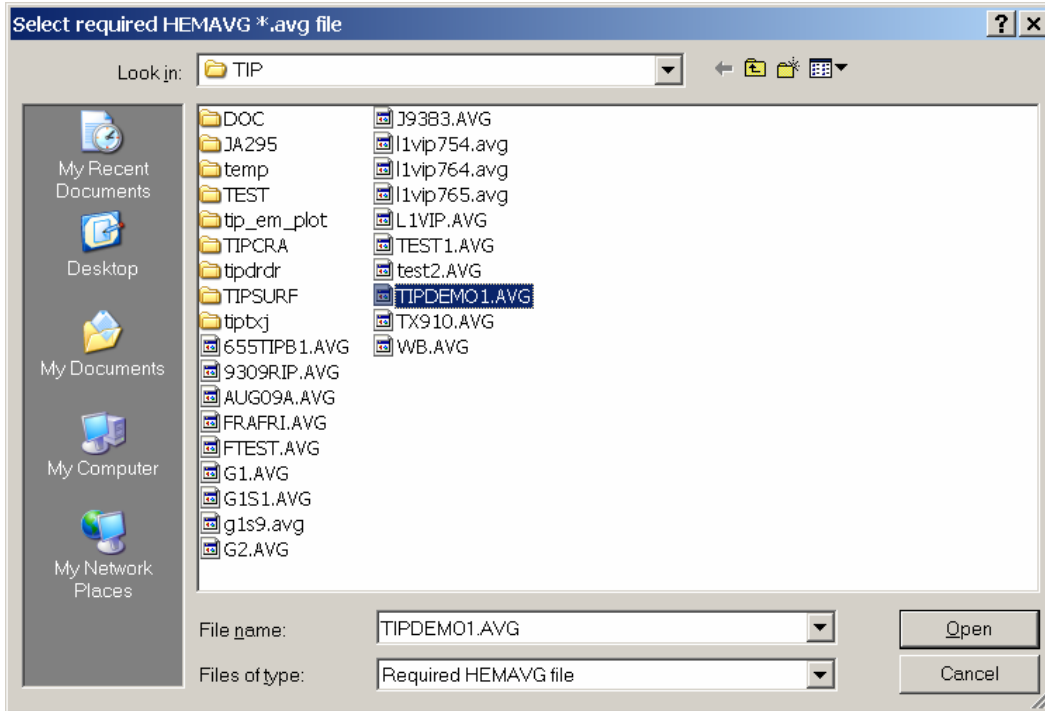 Select required HEMAVG *.avg file
Look in:
TIP
My Recent
Documents
Desktop
My Documents
My Computer
My Network
Places
DOC
JA295
temp
TEST
tip_em_plot
TIPCRA
tipdrdr
TIPSURF
tiptxj
655TIPB1.AVG
9309RIP.AVG
AUG09A.AVG
FRAFRI.AVG
FTEST.AVG
G1.AVG
G1S1.AVG
g1s9.avg
G2.AVG
J9383.AVG
l1vip754.avg
l1vip764.avg
l1vip765.avg
L1VIP.AVG
TEST1.AVG
test2.AVG
TIPDEMO1.AVG
TX910.AVG
WB.AVG
File name:
TIPDEMO1.AVG
Open
Files of type:
Required HEMAVG file
Cancel